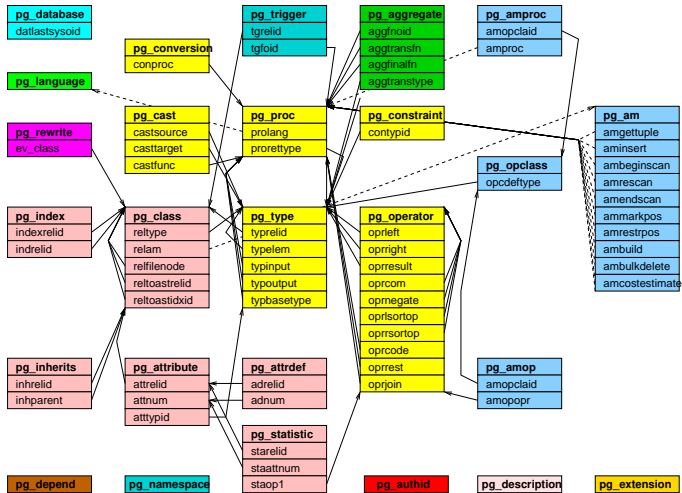 pg_database
datlastsysoid
pg_conversion
conproc
pg_trigger
tgrelid
tgfoid
pg_aggregate
aggfnoid
aggtransfn
aggfinalfn
aggtranstype
pg_amproc
amopclaid
amproc
pg_language
pg_rewrite
ev_class
pg_cast
castsource
casttarget
castfunc
pg_proc
prolang
prorettype
pg_constraint
contypid
pg_opclass
opcdeftype
pg_am
amgettuple
aminsert
ambeginscan
amrescan
amendscan
ammarkpos
amrestrpos
ambuild
ambulkdelete
amcostestimate
pg_index
indexrelid
indrelid
pg_class
reltype
relam
relfilenode
reltoastrelid
reltoastidxid
pg_type
typrelid
typelem
typinput
typoutput
typbasetype
pg_operator
oprleft
oprright
oprresult
oprcom
oprnegate
oprlsortop
oprrsortop
oprcode
oprrest
oprjoin
pg_inherits
inhrelid
inhparent
pg_attribute
attrelid
attnum
atttypid
pg_attrdef
adrelid
adnum
pg_amop
amopclaid
amopopr
pg_statistic
starelid
staattnum
staop1
pg_depend
pg_namespace
pg_authid
pg_description
pg_extension